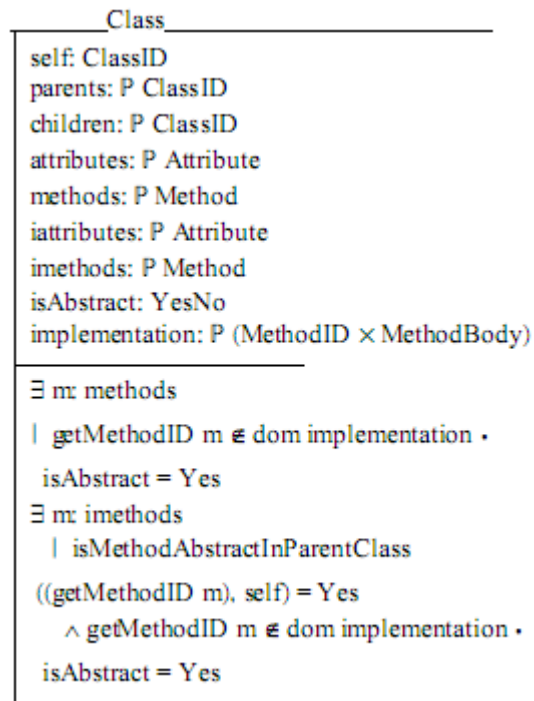 Class
self: ClassID
parents: ℙ ClassID
children: ℙ ClassID
attributes: ℙ Attribute
methods: ℙ Method
iattributes: ℙ Attribute
imethods: ℙ Method
isAbstract: YesNo
implementation: ℙ (MethodID × MethodBody)
∃ m: methods
| getMethodID m ∉ dom implementation •
isAbstract = Yes
∃ m: imethods
| isMethodAbstractInParentClass
((getMethodID m), self) = Yes
∧ getMethodID m ∉ dom implementation •
isAbstract = Yes